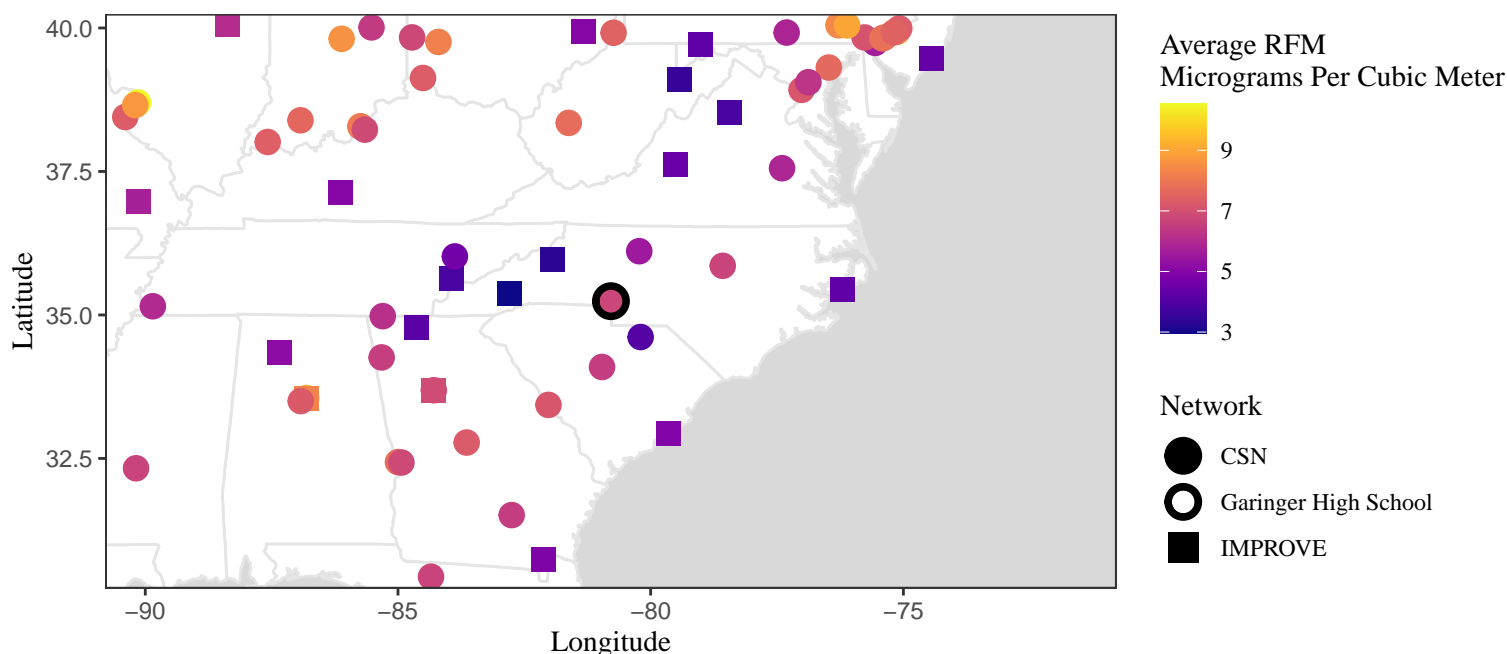 40.0
37.5
35.0
32.5
Latitude
−90
−85
−80
−75
Longitude
Average RFM
Micrograms Per Cubic Meter
9
7
5
3
Network
CSN
Garinger High School
IMPROVE